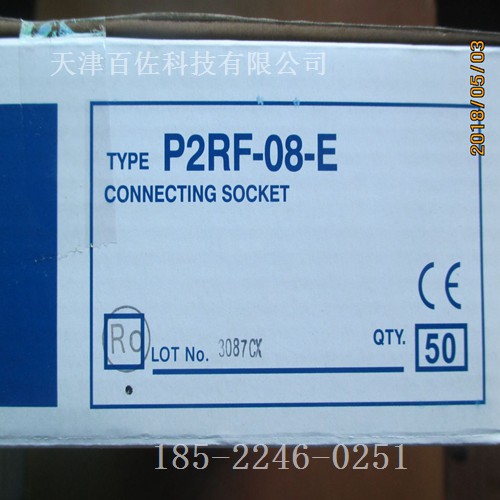 天津百佐科技有限公司
2018/05/03
TYPE P2RF-08-E
CONNECTING SOCKET
CE
Ro LOT No. 3087CX QTY. 50
185-2246-0251